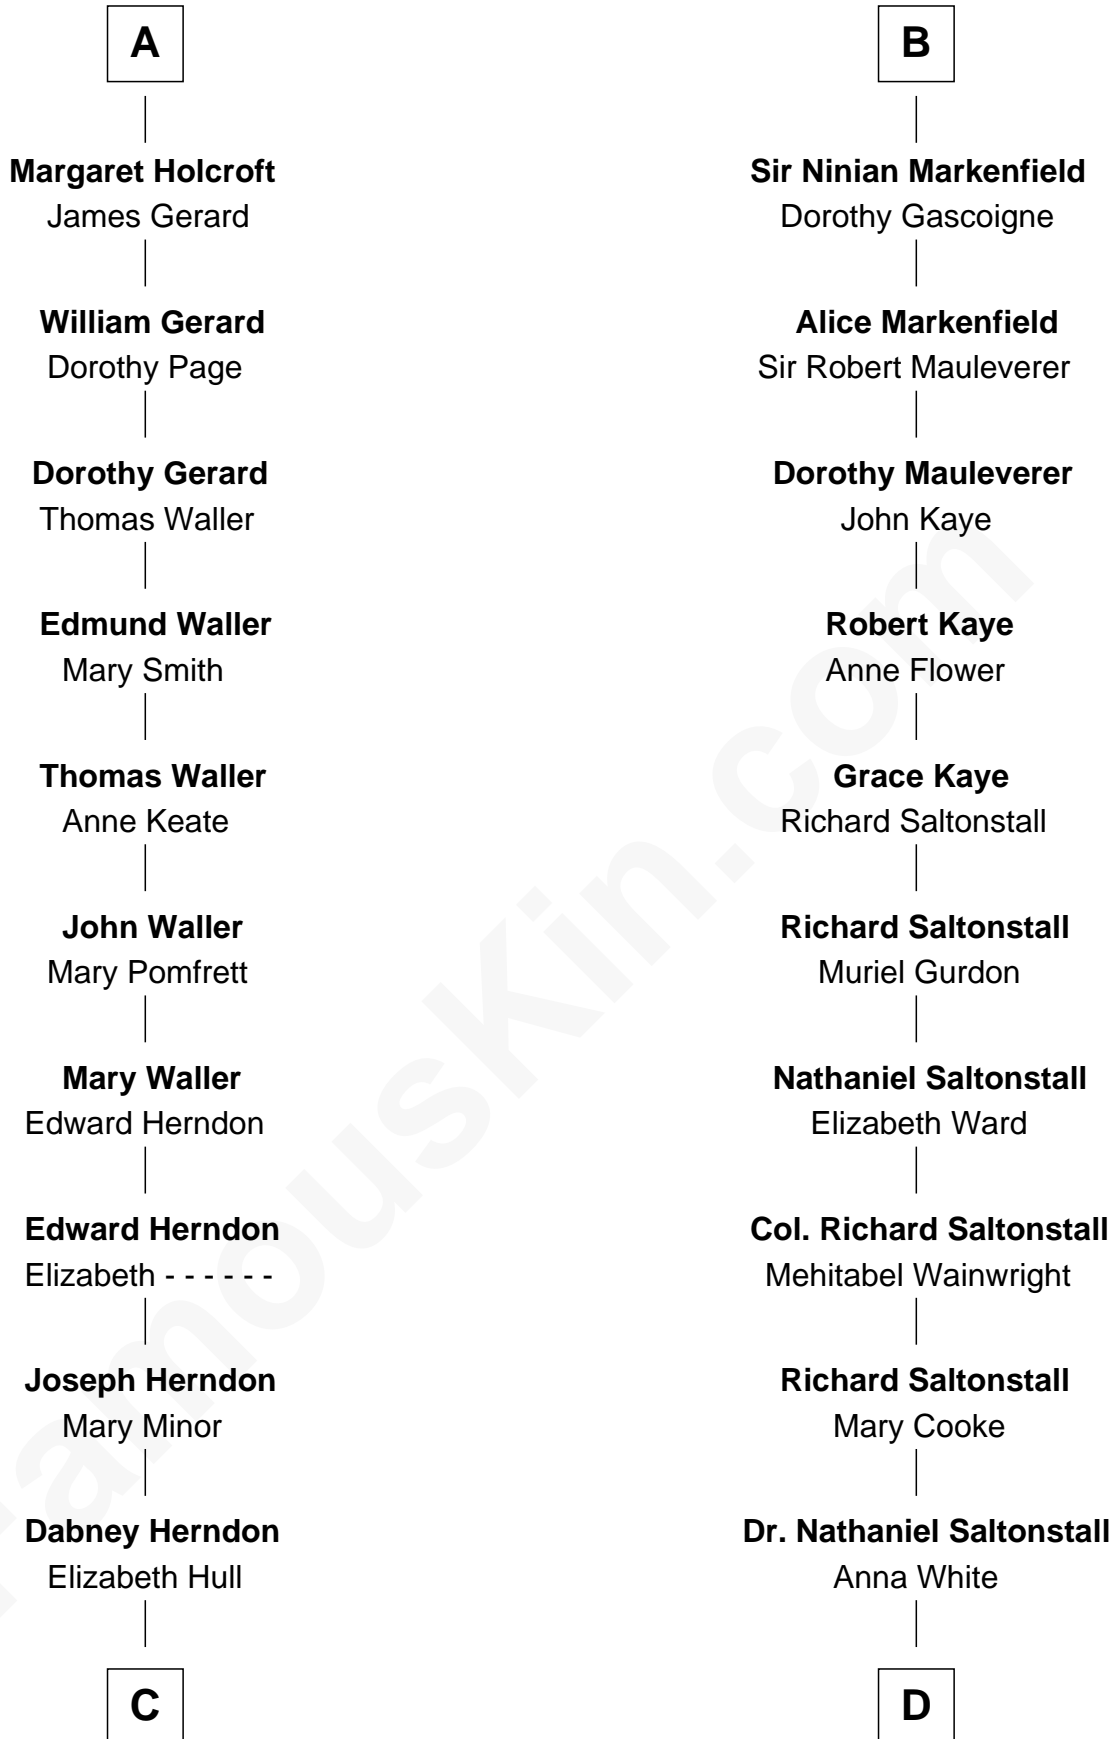 A
Margaret Holcroft
James Gerard
William Gerard
Dorothy Page
Dorothy Gerard
Thomas Waller
Edmund Waller
Mary Smith
Thomas Waller
Anne Keate
John Waller
Mary Pomfrett
Mary Waller
Edward Herndon
Edward Herndon
Elizabeth - - - - - -
Joseph Herndon
Mary Minor
Dabney Herndon
Elizabeth Hull
C
B
Sir Ninian Markenfield
Dorothy Gascoigne
Alice Markenfield
Sir Robert Mauleverer
Dorothy Mauleverer
John Kaye
Robert Kaye
Anne Flower
Grace Kaye
Richard Saltonstall
Richard Saltonstall
Muriel Gurdon
Nathaniel Saltonstall
Elizabeth Ward
Col. Richard Saltonstall
Mehitabel Wainwright
Richard Saltonstall
Mary Cooke
Dr. Nathaniel Saltonstall
Anna White
D
FamousKin.com